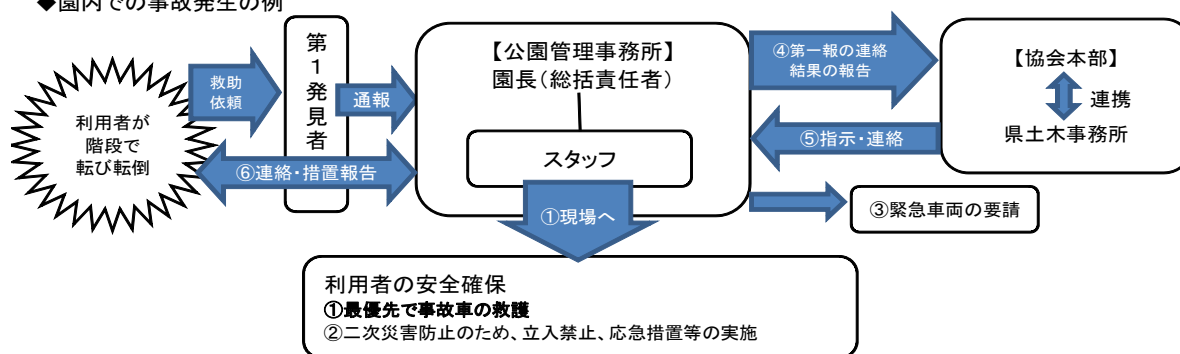 ◆園内での事故発生の例
利用者が
階段で
転び転倒
救助
依頼
第
1
発
見
者
通報
【公園管理事務所】
園長(総括責任者)
スタッフ
④第一報の連絡
結果の報告
【協会本部】
連携
県土木事務所
⑤指示・連絡
⑥連絡・措置報告
①現場へ
③緊急車両の要請
利用者の安全確保
①最優先で事故車の救護
②二次災害防止のため、立入禁止、応急措置等の実施